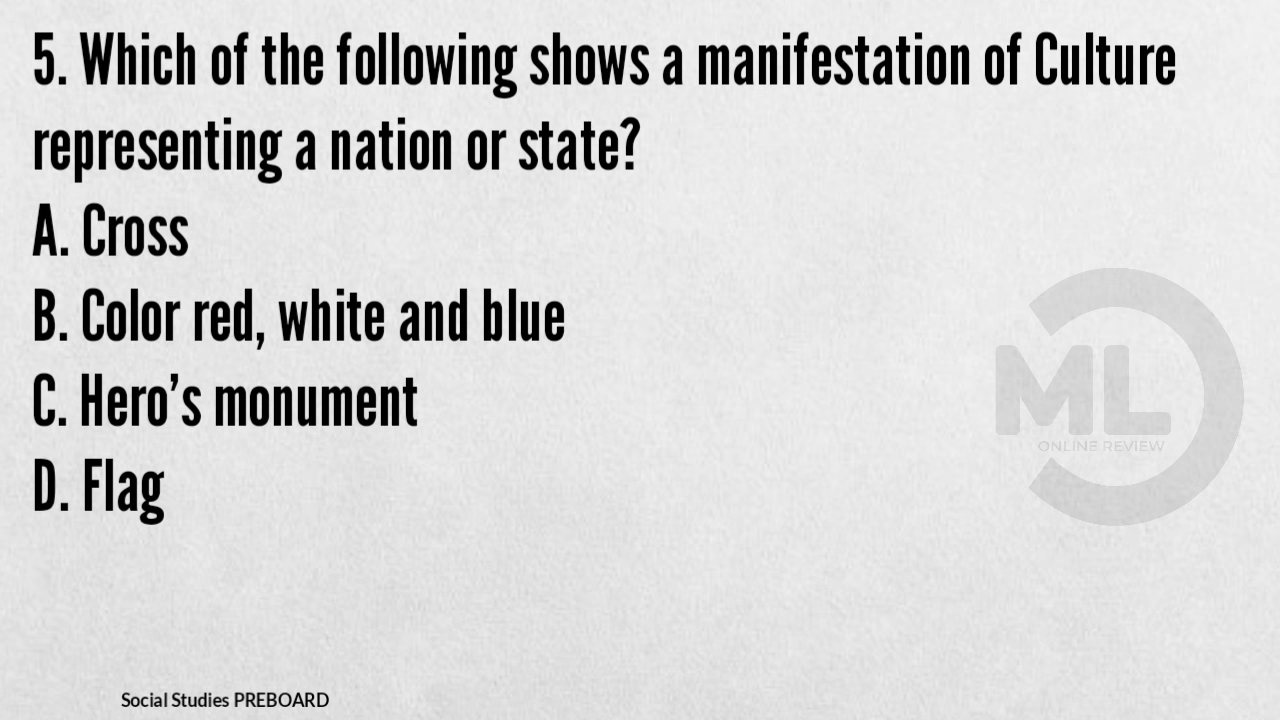 5. Which of the following shows a manifestation of Culture
representing a nation or state?
A. Cross
B. Color red, white and blue
C. Hero’s monument
D. Flag
ML
ONLINE REVIEW
Social Studies PREBOARD